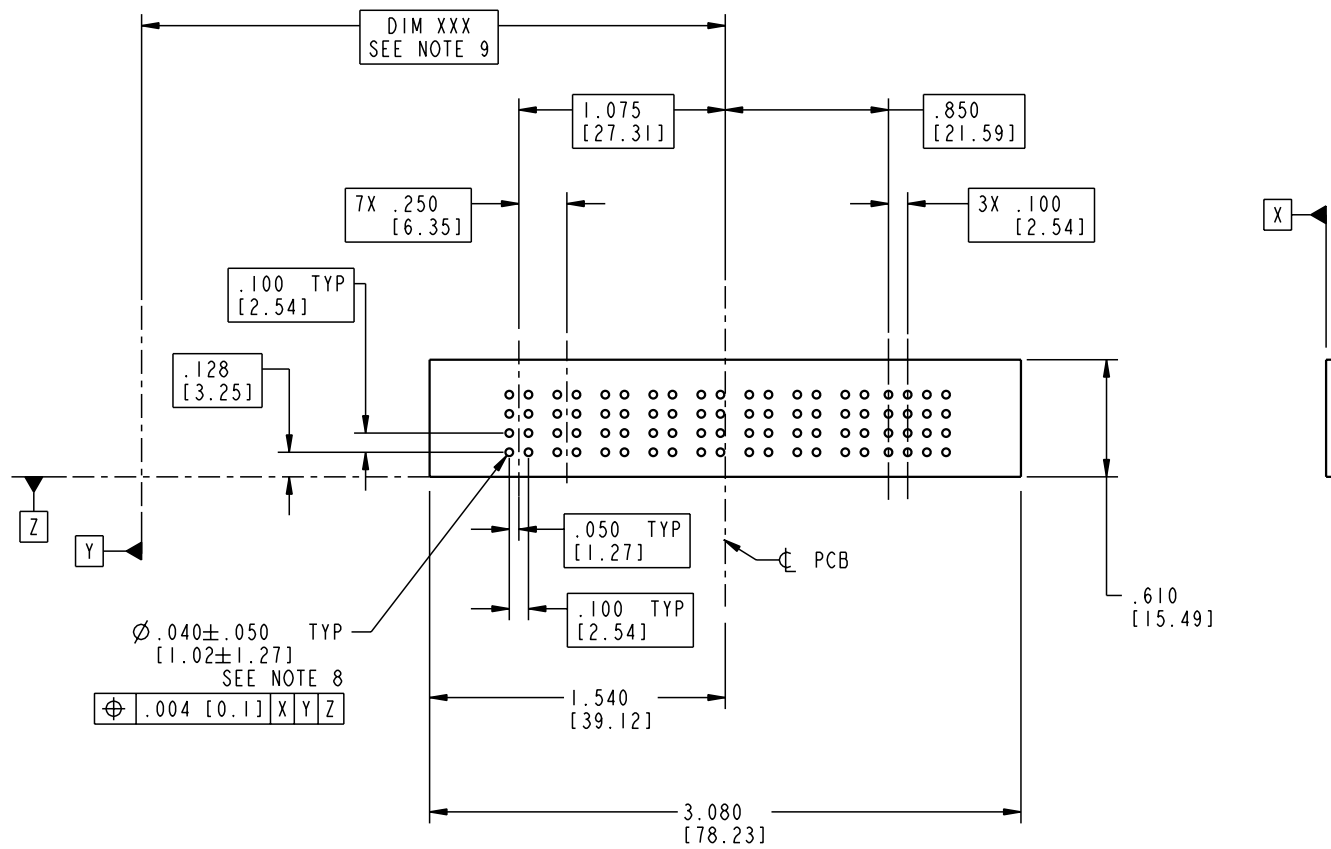 DIM XXX
SEE NOTE 9
1.075
[27.31]
.850
[21.59]
7X .250
[6.35]
3X .100
[2.54]
X
.100 TYP
[2.54]
.128
[3.25]
Z
Y
.050 TYP
[1.27]
℄ PCB
.100 TYP
[2.54]
.610
[15.49]
Ø.040±.050 TYP
[1.02±1.27]
SEE NOTE 8
⌖ .004 [0.1] X Y Z
1.540
[39.12]
3.080
[78.23]